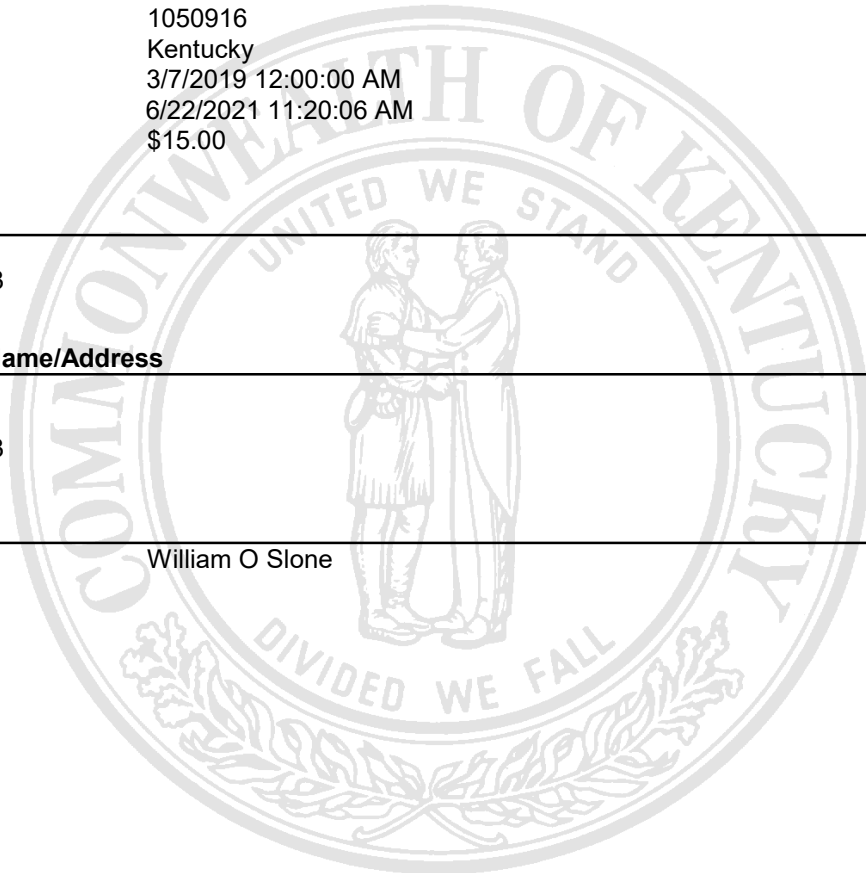 1050916
Kentucky
3/7/2019 12:00:00 AM
6/22/2021 11:20:06 AM
$15.00
ame/Address
William O Slone
COMMONWEALTH OF KENTUCKY
UNITED WE STAND
DIVIDED WE FALL